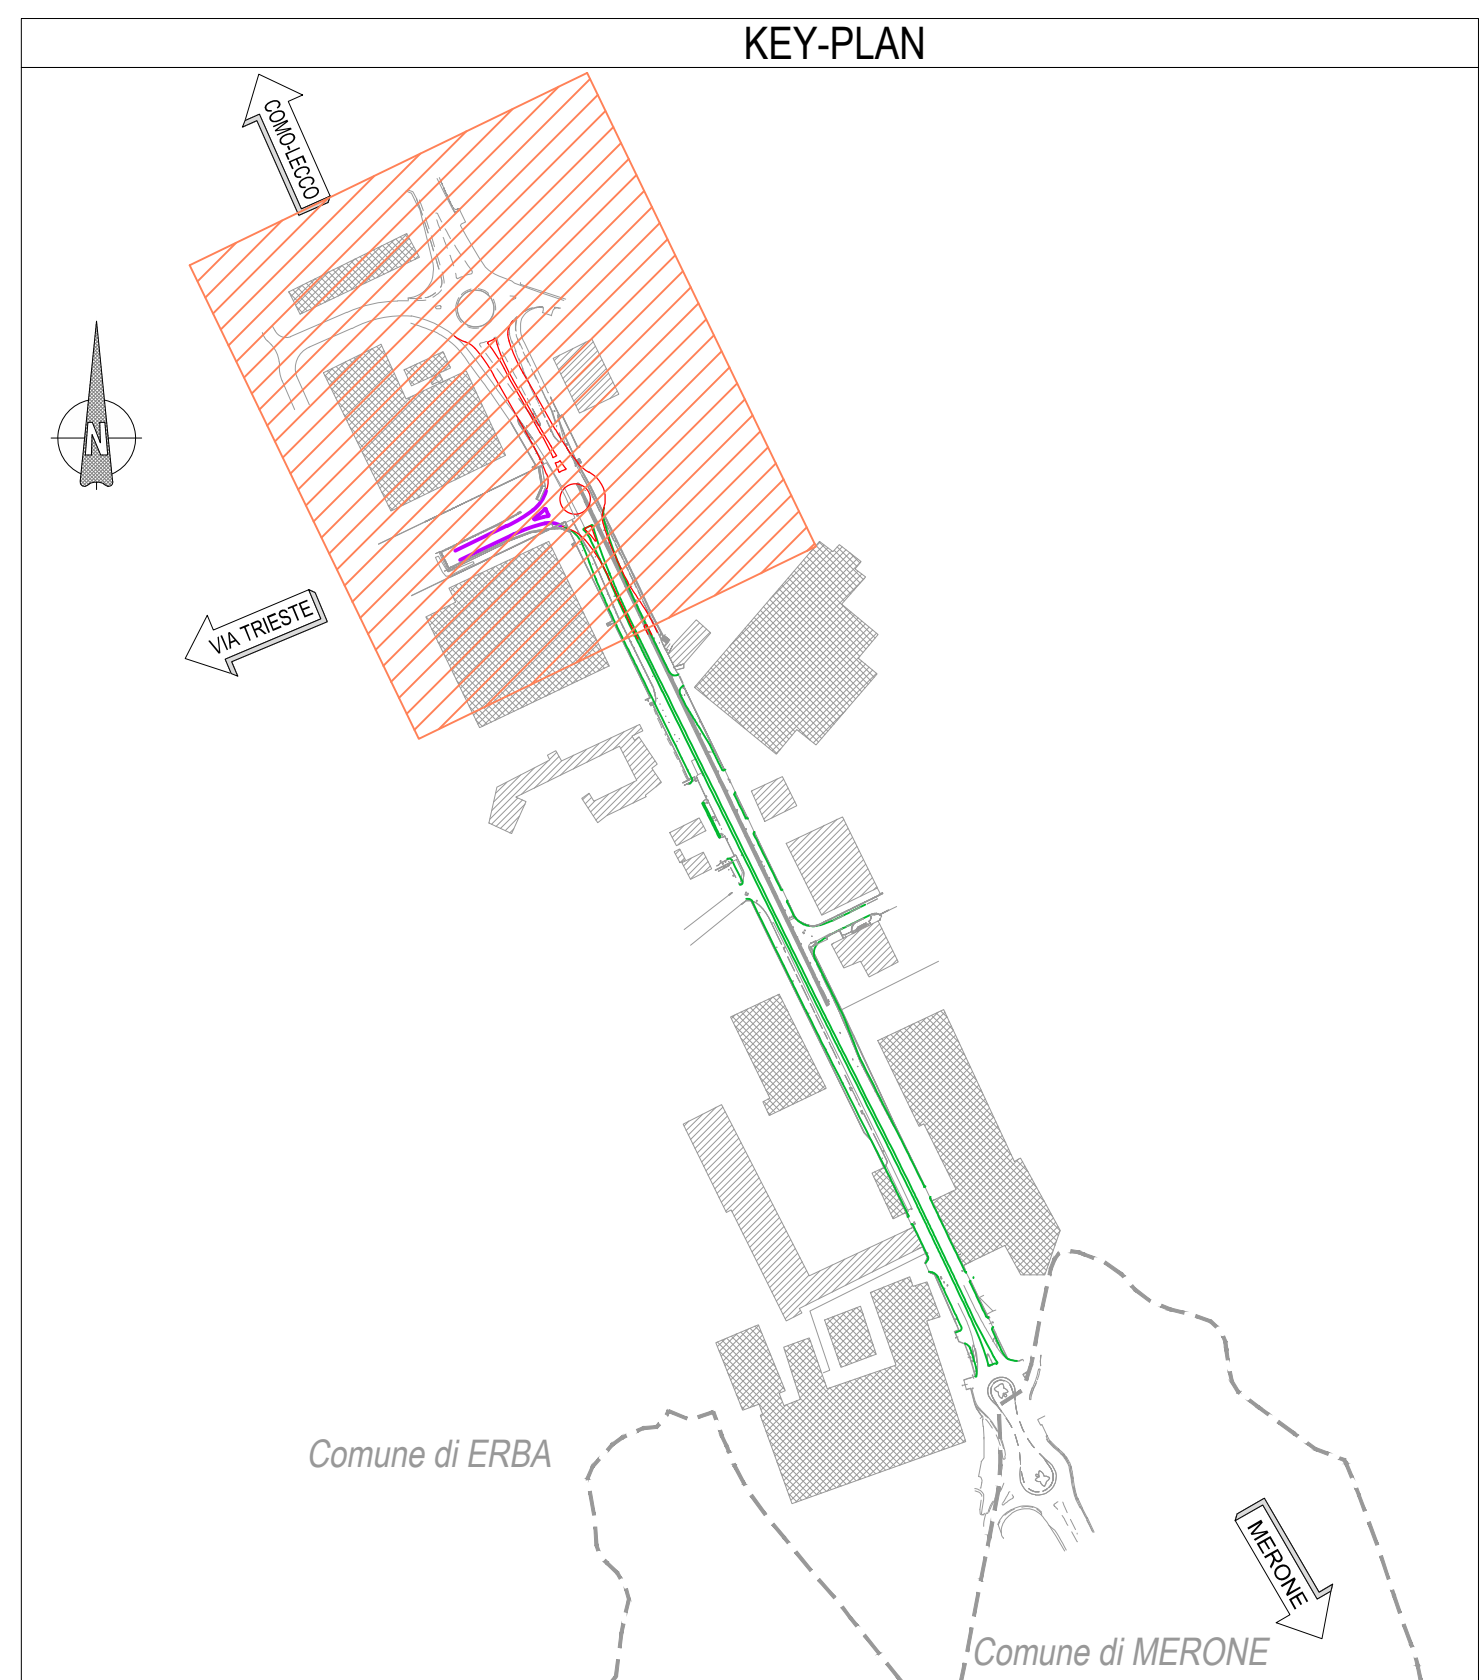 KEY-PLAN
COMO-LECCO
N
VIA TRIESTE
Comune di ERBA
MERONE
Comune di MERONE